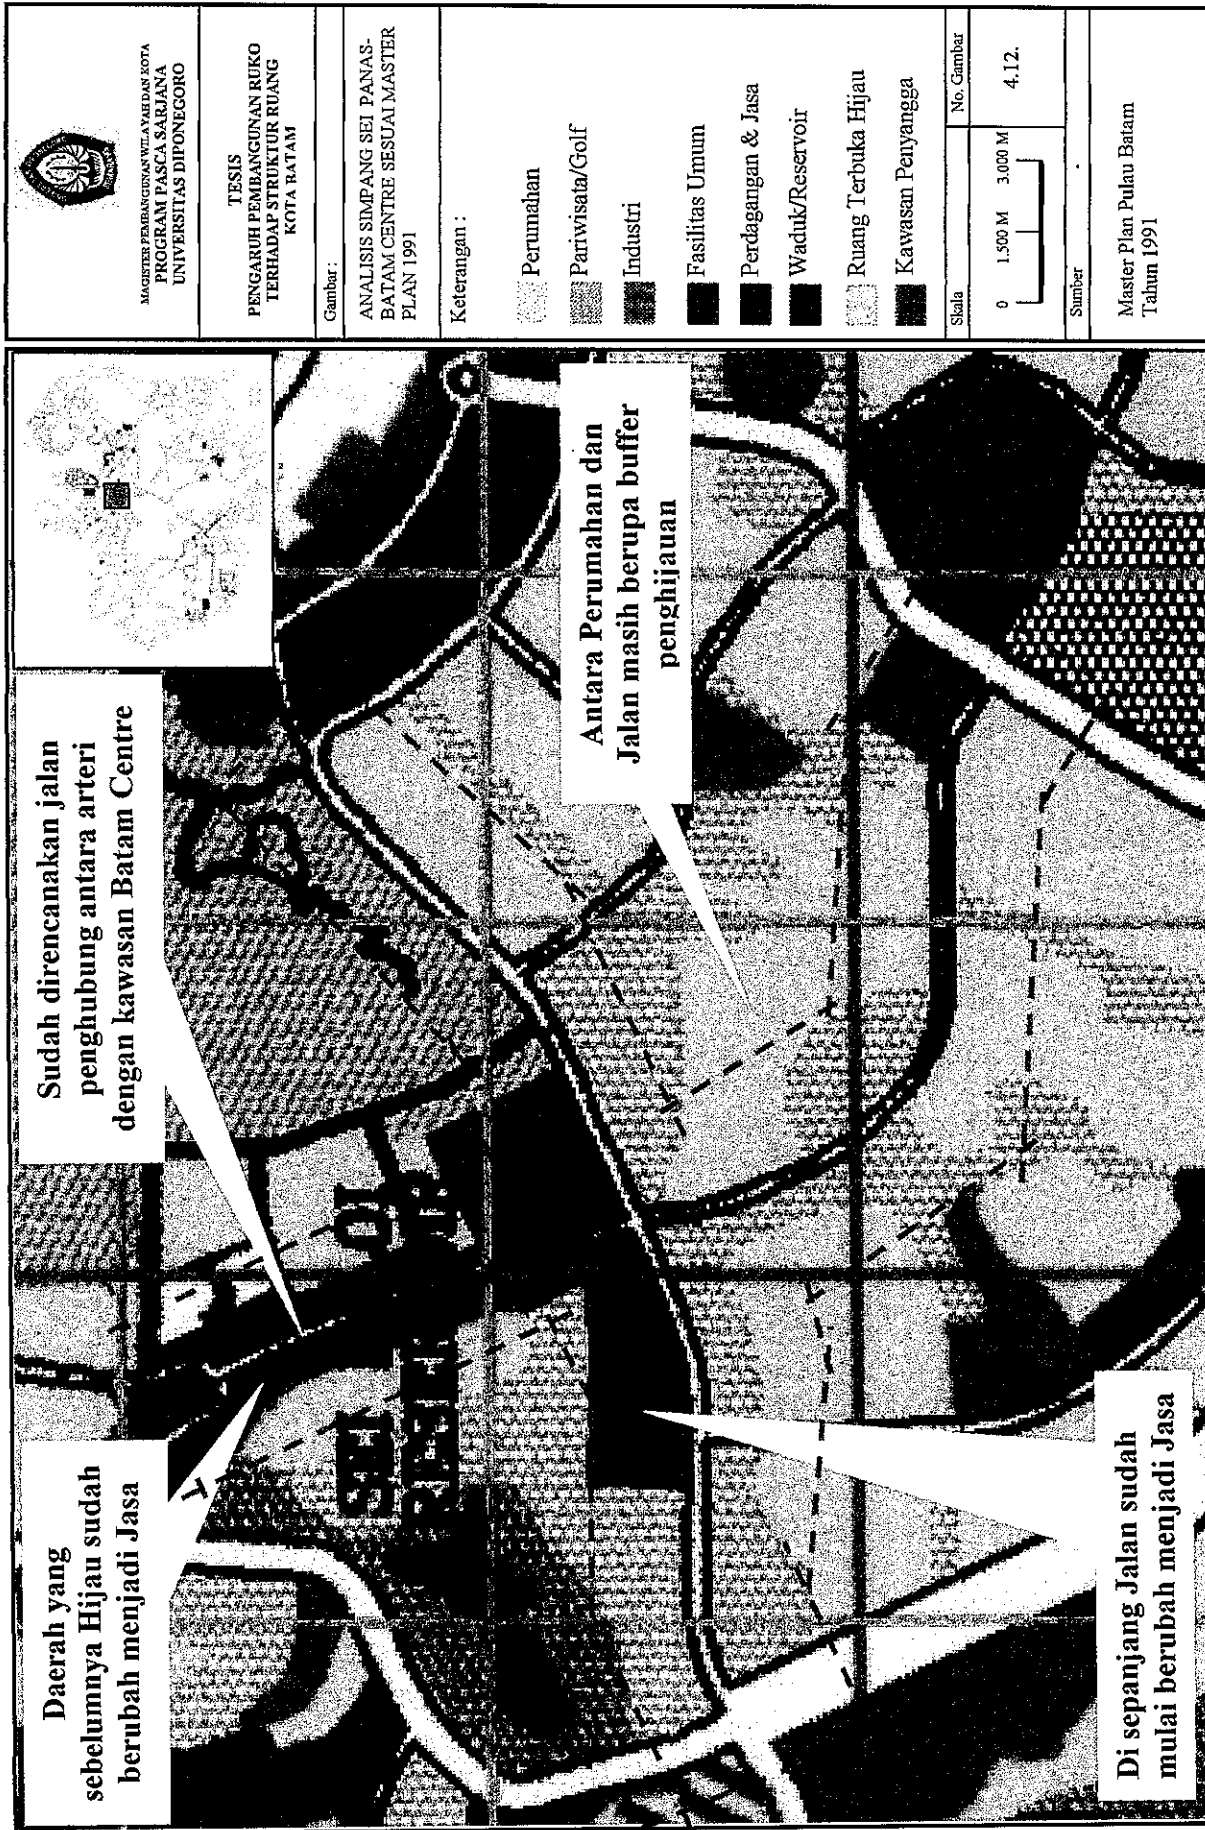 Daerah yang
sebelumnya Hijau sudah
berubah menjadi Jasa
Sudah direncanakan jalan
penghubung antara arteri
dengan kawasan Batam Centre
SEI
Antara Perumahan dan
Jalan masih berupa buffer
penghijauan
Di sepanjang Jalan sudah
mulai berubah menjadi Jasa
MAGISTER PEMBANGUNAN WILAYAH DAN KOTA
PROGRAM PASCA SARJANA
UNIVERSITAS DIPONEGORO
TESIS
PENGARUH PEMBANGUNAN RUKO
TERHADAP STRUKTUR RUANG
KOTA BATAM
Gambar :
ANALISIS SIMPANG SEI PANAS-
BATAM CENTRE SESUAI MASTER
PLAN 1991
Keterangan :
Perumahan
Pariwisata/Golf
Industri
Fasilitas Umum
Perdagangan & Jasa
Waduk/Reservoir
Ruang Terbuka Hijau
Kawasan Penyangga
Skala
No. Gambar
0 1.500 M 3.000 M
4.12.
Sumber
Master Plan Pulau Batam
Tahun 1991